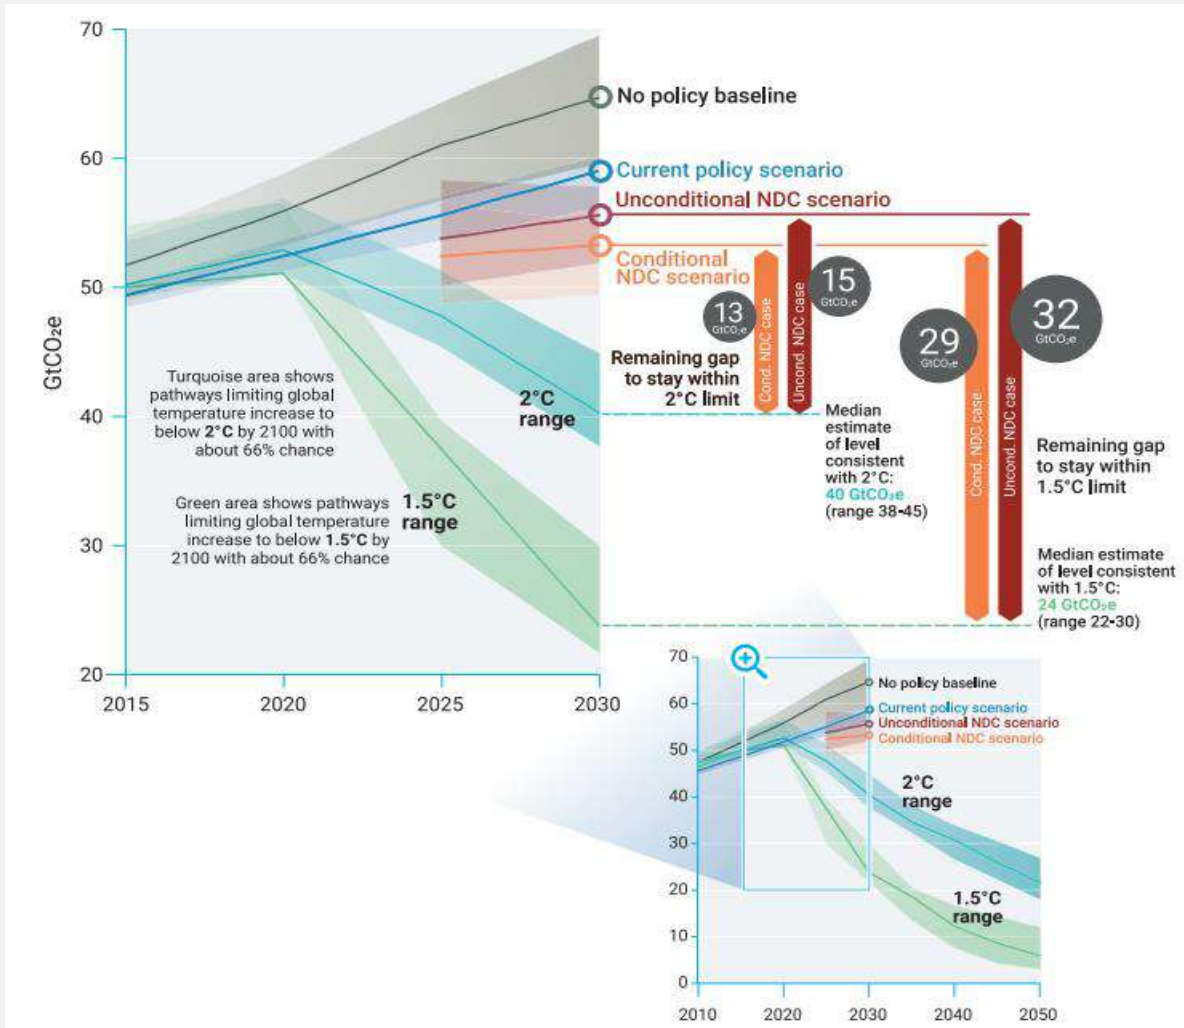 70
60
50
40
30
20
GtCO₂e
2015
2020
2025
2030
No policy baseline
Current policy scenario
Unconditional NDC scenario
Conditional
NDC scenario
Turquoise area shows
pathways limiting global
temperature increase to
below 2°C by 2100 with
about 66% chance
Green area shows pathways
limiting global temperature
increase to below 1.5°C by
2100 with about 66% chance
2°C
range
1.5°C
range
13
GtCO₂e
15
GtCO₂e
Cond. NDC case
Uncond. NDC case
Remaining gap
to stay within
2°C limit
Median
estimate
of level
consistent
with 2°C:
40 GtCO₂e
(range 38-45)
29
GtCO₂e
32
GtCO₂e
Cond. NDC case
Uncond. NDC case
Remaining gap
to stay within
1.5°C limit
Median estimate
of level consistent
with 1.5°C:
24 GtCO₂e
(range 22-30)
70
60
50
40
30
20
10
0
2010
2020
2030
2040
2050
No policy baseline
Current policy scenario
Unconditional NDC scenario
Conditional NDC scenario
2°C
range
1.5°C
range